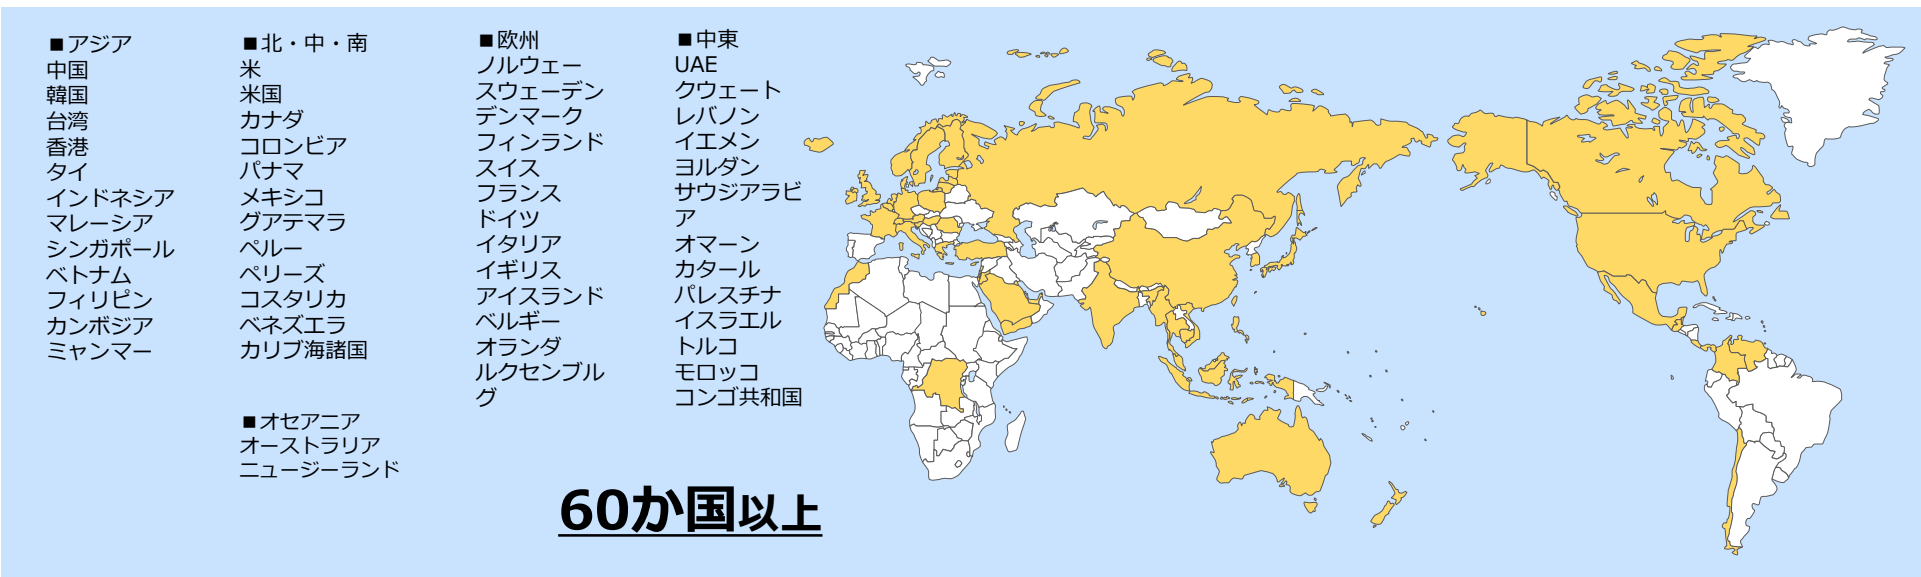 ■アジア
中国
韓国
台湾
香港
タイ
インドネシア
マレーシア
シンガポール
ベトナム
フィリピン
カンボジア
ミャンマー
■北・中・南
米
米国
カナダ
コロンビア
パナマ
メキシコ
グアテマラ
ペルー
ペリーズ
コスタリカ
ベネズエラ
カリブ海諸国
■オセアニア
オーストラリア
ニュージーランド
■欧州
ノルウェー
スウェーデン
デンマーク
フィンランド
スイス
フランス
ドイツ
イタリア
イギリス
アイスランド
ベルギー
オランダ
ルクセンブル
グ
■中東
UAE
クウェート
レバノン
イエメン
ヨルダン
サウジアラビ
ア
オマーン
カタール
パレスチナ
イスラエル
トルコ
モロッコ
コンゴ共和国
60か国以上